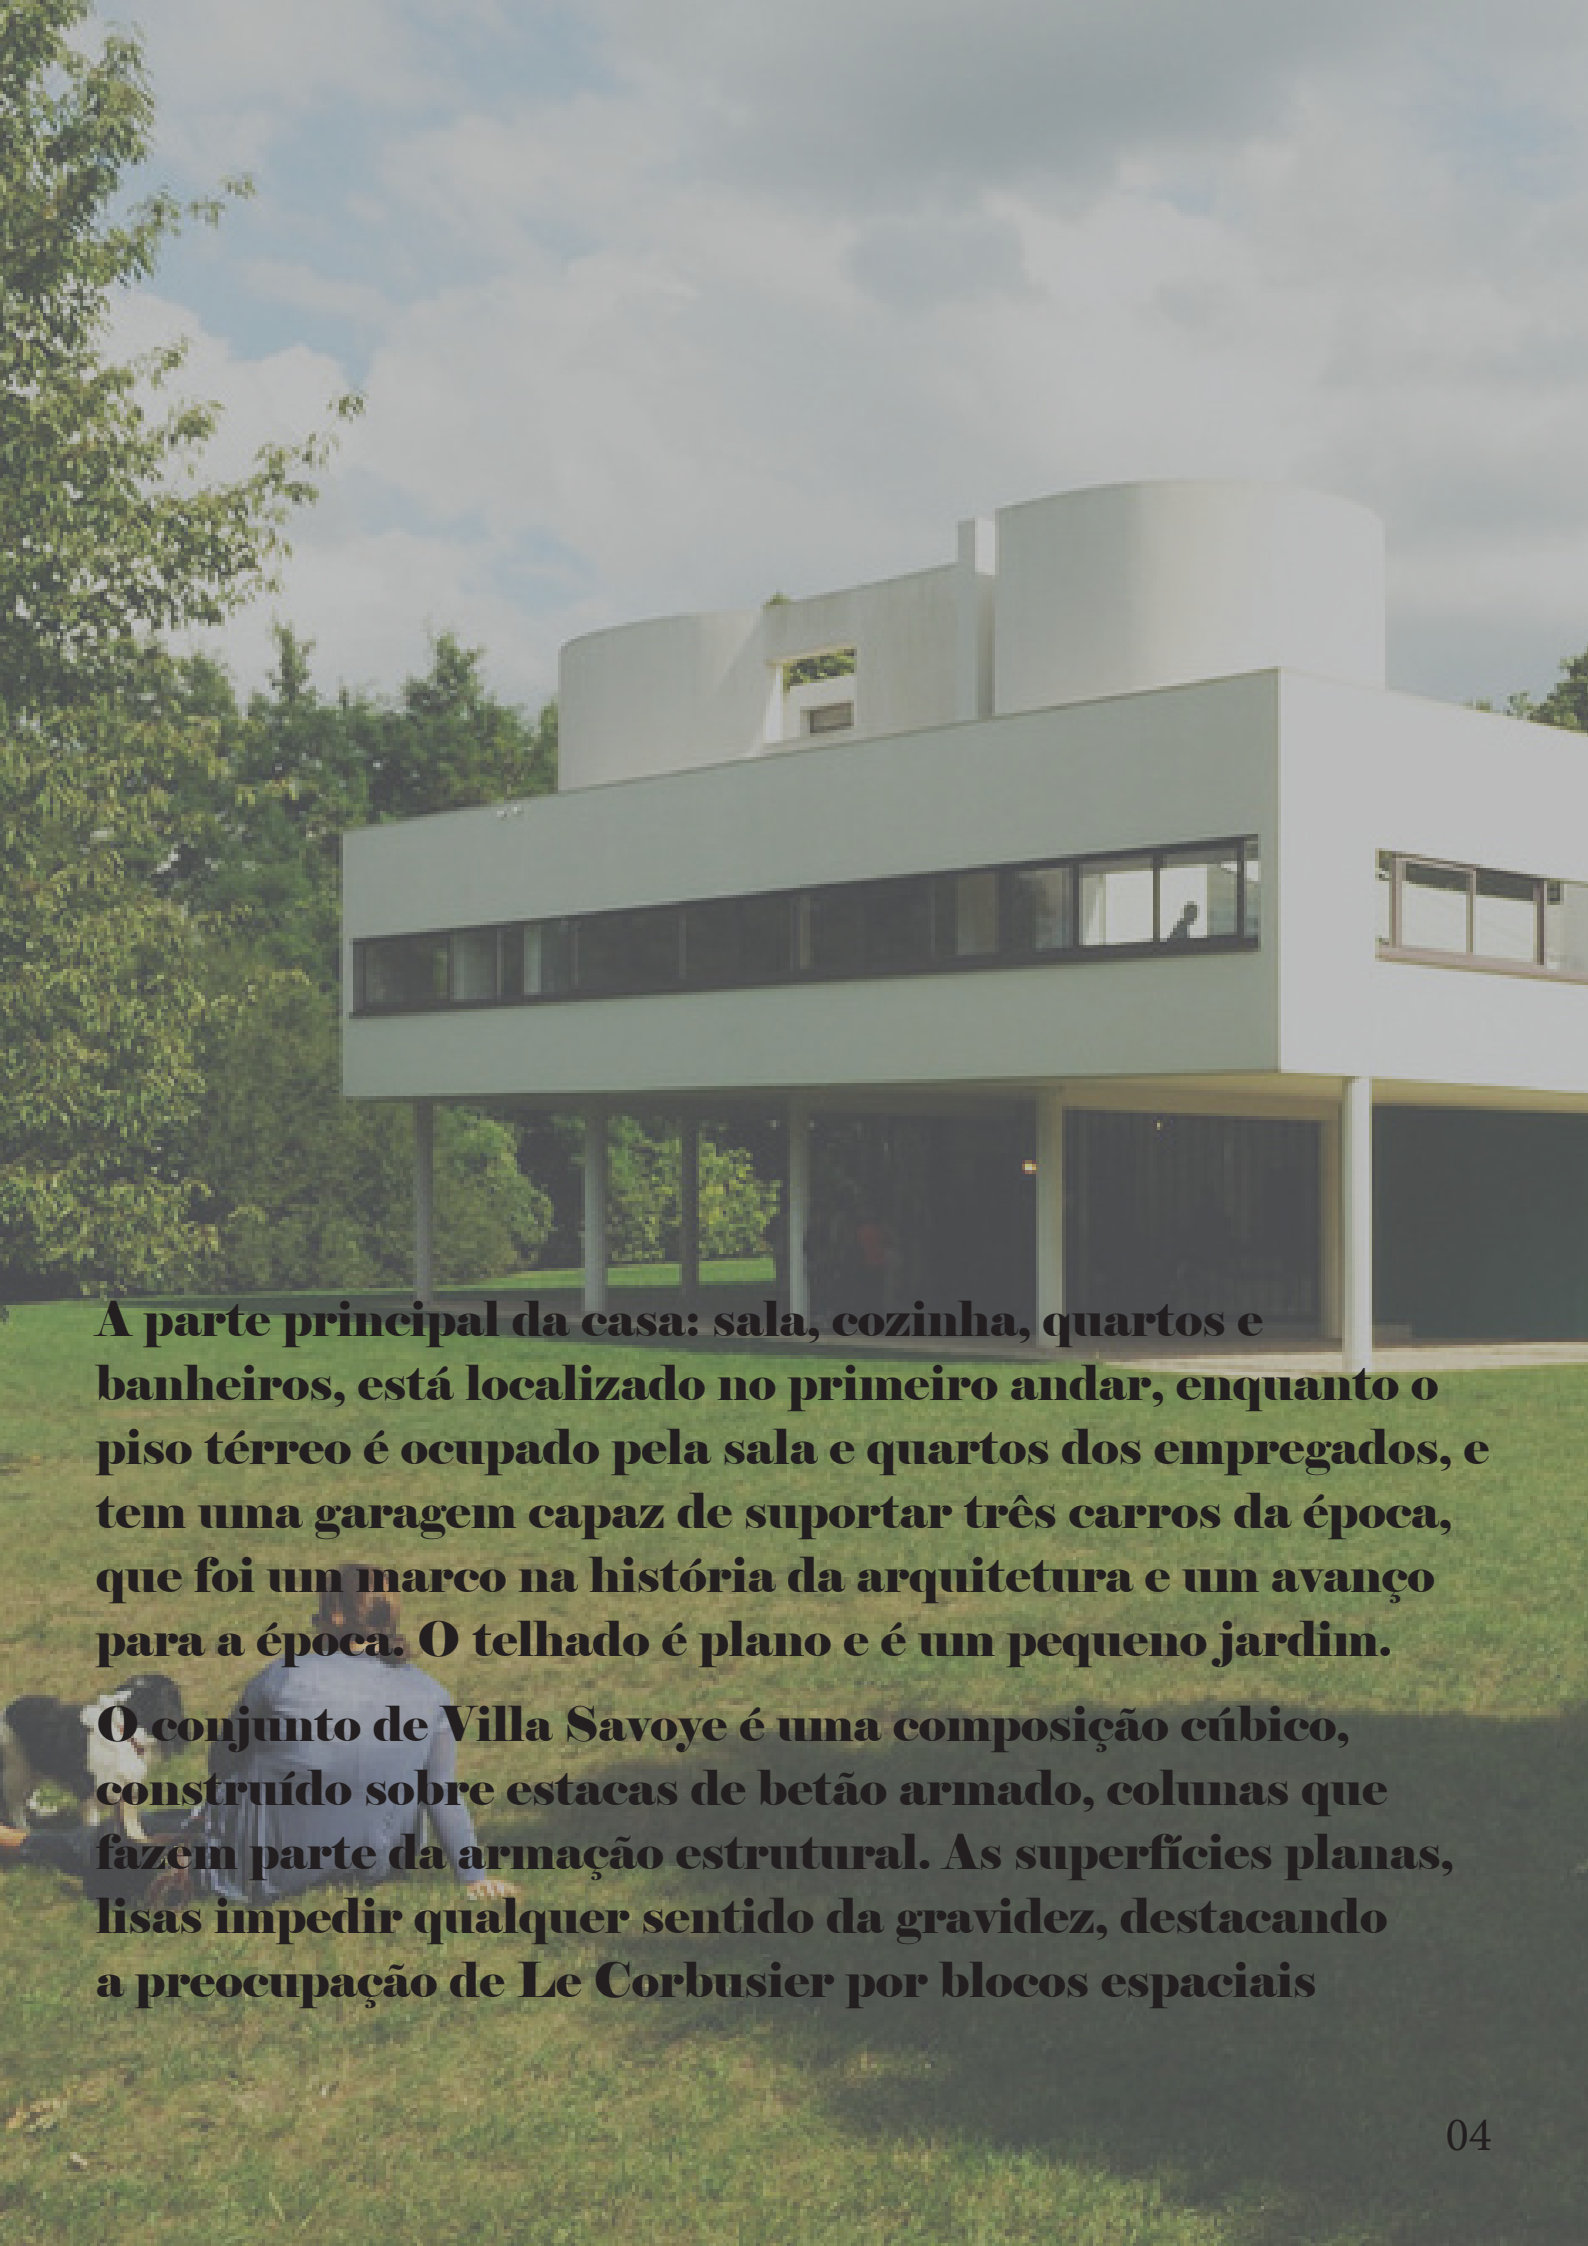 A parte principal da casa: sala, cozinha, quartos e
banheiros, está localizado no primeiro andar, enquanto o
piso térreo é ocupado pela sala e quartos dos empregados, e
tem uma garagem capaz de suportar três carros da época,
que foi um marco na história da arquitetura e um avanço
para a época. O telhado é plano e é um pequeno jardim.
O conjunto de Villa Savoye é uma composição cúbico,
construído sobre estacas de betão armado, colunas que
fazem parte da armação estrutural. As superfícies planas,
lisas impedir qualquer sentido da gravidez, destacando
a preocupação de Le Corbusier por blocos espaciais
04